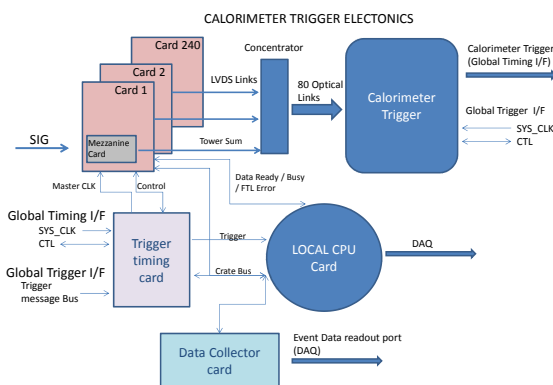 CALORIMETER TRIGGER ELECTONICS
Card 240
Card 2
Card 1
Concentrator
LVDS Links
80 Optical
Links
Calorimeter
Trigger
Calorimeter Trigger
(Global Timing I/F)
Global Trigger I/F
SYS_CLK
CTL
SIG
Mezzanine
Card
Tower Sum
Master CLK
Control
Data Ready / Busy
/ FTL Error
Global Timing I/F
SYS_CLK
CTL
Global Trigger I/F
Trigger
message Bus
Trigger
timing
card
Trigger
Crate Bus
LOCAL CPU
Card
DAQ
Data Collector
card
Event Data readout port
(DAQ)